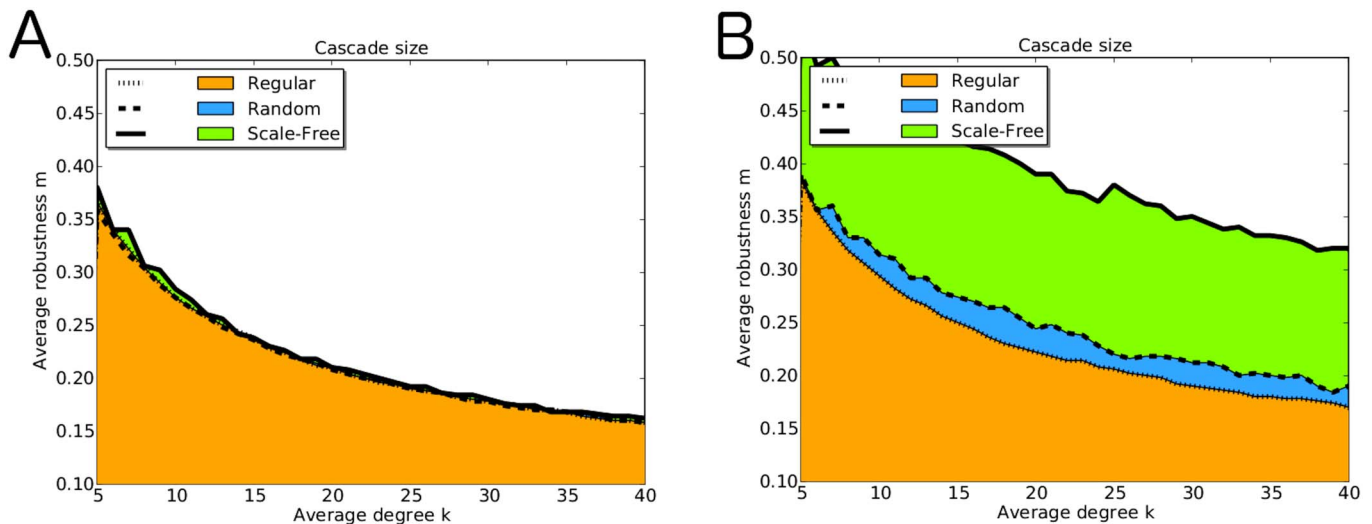 A
Cascade size
0.50
0.45
0.40
0.35
0.30
0.25
0.20
0.15
0.10
Average robustness m
Regular
Random
Scale-Free
5 10 15 20 25 30 35 40
Average degree k
B
Cascade size
0.50
0.45
0.40
0.35
0.30
0.25
0.20
0.15
0.10
Average robustness m
Regular
Random
Scale-Free
5 10 15 20 25 30 35 40
Average degree k